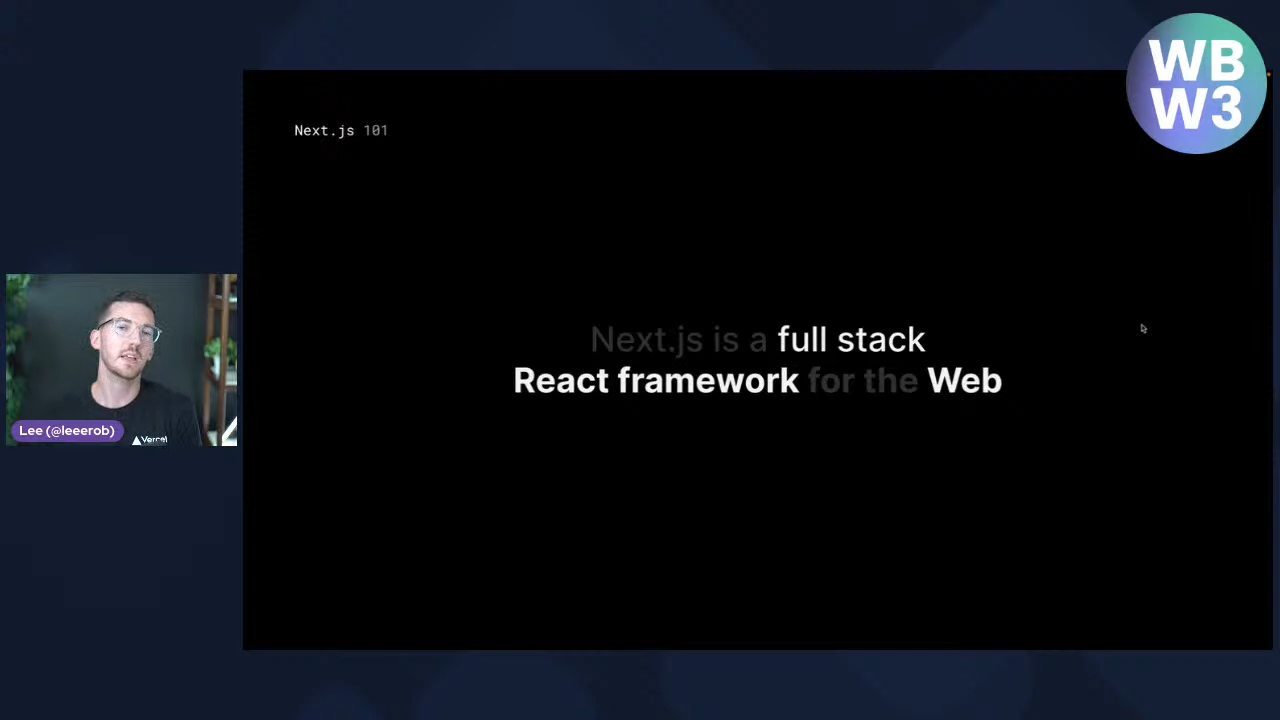 WB
W3
Next.js 101
Next.js is a full stack
React framework for the Web
Lee (@leeerob)
Vercel